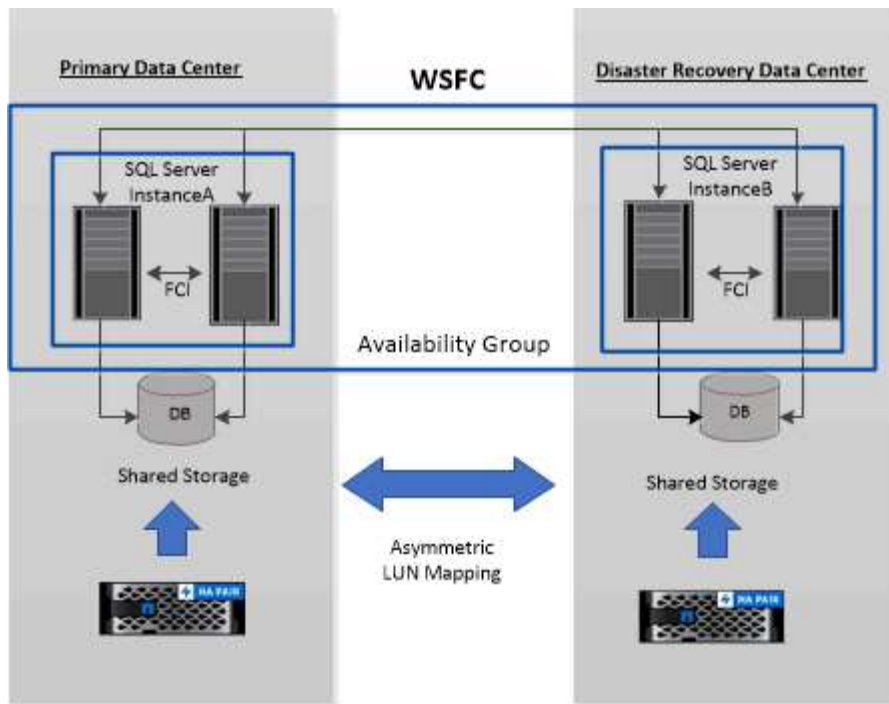 Primary Data Center
WSFC
Disaster Recovery Data Center
SQL Server
InstanceA
FCI
SQL Server
InstanceB
FCI
Availability Group
DB
DB
Shared Storage
Shared Storage
Asymmetric
LUN Mapping
HA PAIR
HA PAIR